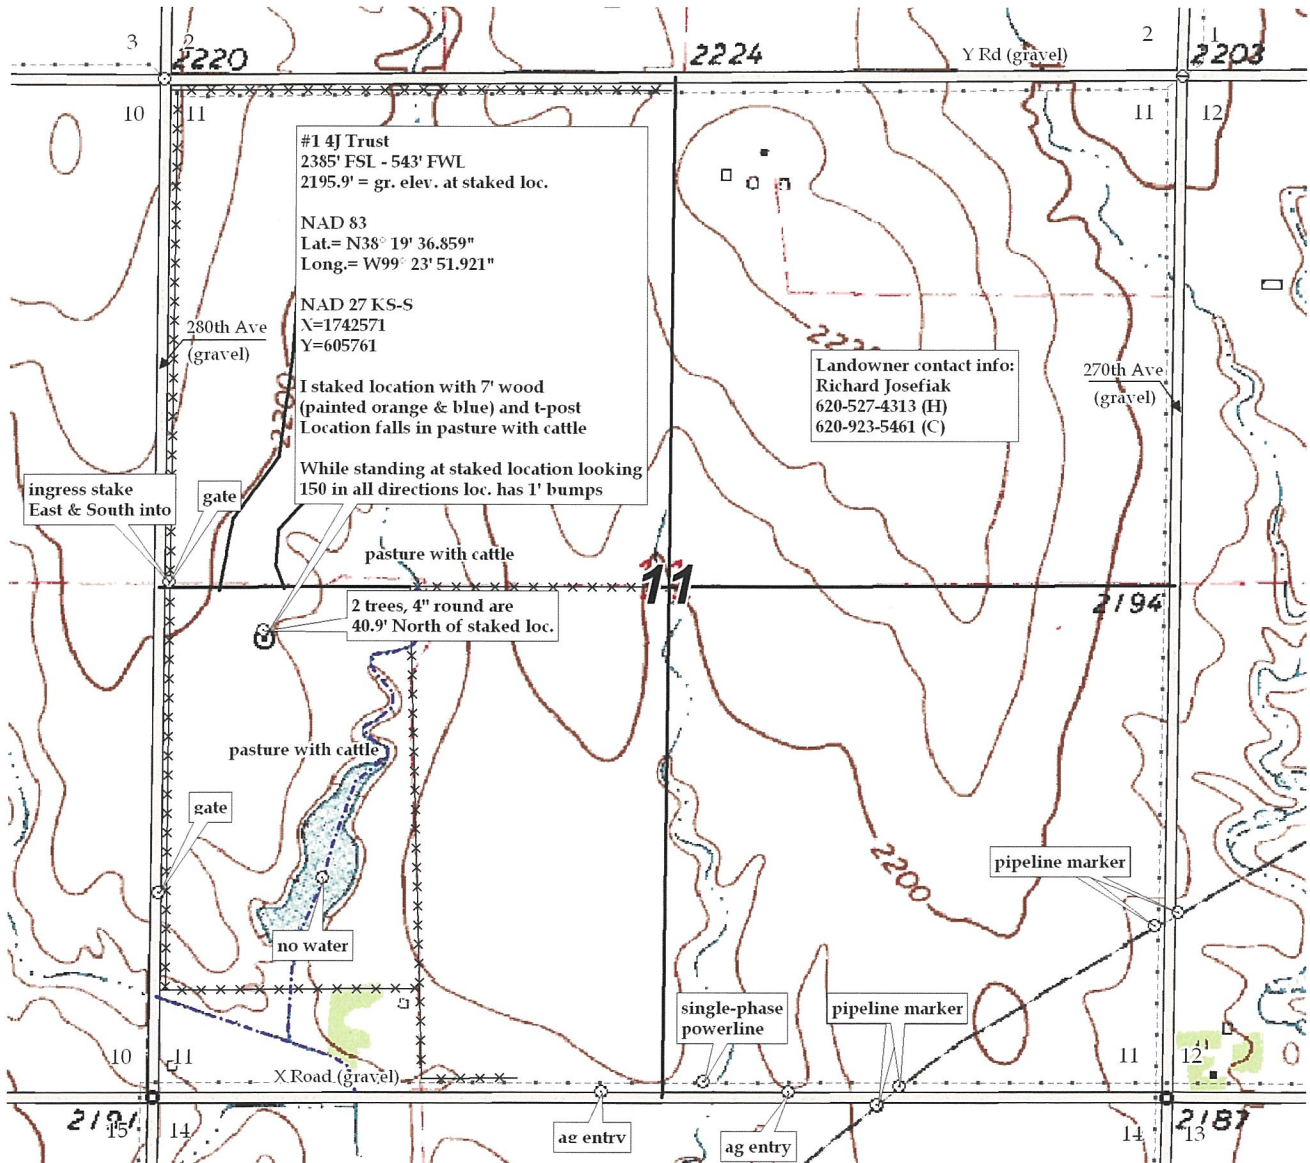 3
2
2220
2224
Y Rd (gravel)
2
1
2203
10
11
11
12
#1 4J Trust
2385' FSL - 543' FWL
2195.9' = gr. elev. at staked loc.
NAD 83
Lat.= N38° 19' 36.859"
Long.= W99° 23' 51.921"
NAD 27 KS-S
X=1742571
Y=605761
I staked location with 7' wood
(painted orange & blue) and t-post
Location falls in pasture with cattle
While standing at staked location looking
150 in all directions loc. has 1' bumps
280th Ave
(gravel)
2200
Landowner contact info:
Richard Josefiak
620-527-4313 (H)
620-923-5461 (C)
270th Ave
(gravel)
ingress stake
East & South into
gate
pasture with cattle
11
2194
2 trees, 4" round are
40.9' North of staked loc.
pasture with cattle
gate
2200
pipeline marker
no water
single-phase
powerline
pipeline marker
10
11
X Road (gravel)
11
12
2191
15
14
ag entry
ag entry
14
13
2187